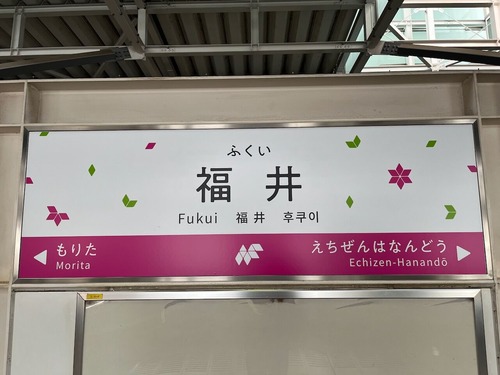 ふくい
福井
Fukui 福井 후쿠이
もりた
Morita
えちぜんはなんどう
Echizen-Hanandō